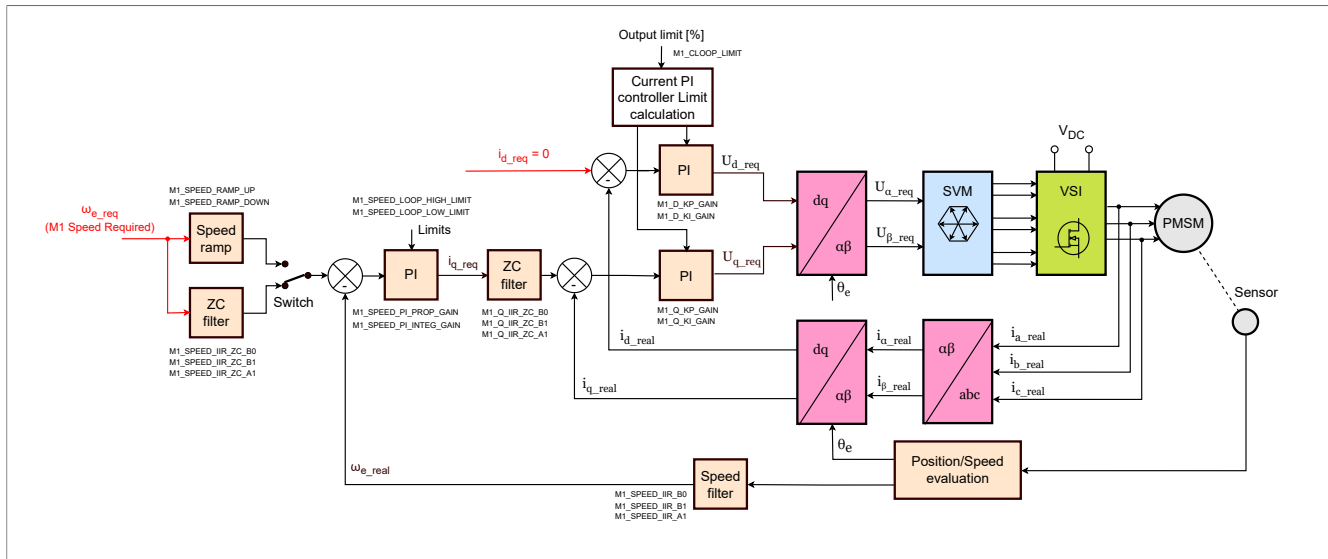 Output limit [%]
M1_CLOOP_LIMIT
Current PI
controller Limit
calculation
i_d_req = 0
PI
U_d_req
M1_D_KP_GAIN
M1_D_KI_GAIN
dq
αβ
θ_e
U_α_req
U_β_req
SVM
V_DC
VSI
PMSM
Sensor
M1_SPEED_RAMP_UP
M1_SPEED_RAMP_DOWN
ω_e_req
(M1 Speed Required)
Speed
ramp
ZC
filter
M1_SPEED_IIR_ZC_B0
M1_SPEED_IIR_ZC_B1
M1_SPEED_IIR_ZC_A1
Switch
-
M1_SPEED_LOOP_HIGH_LIMIT
M1_SPEED_LOOP_LOW_LIMIT
Limits
PI
M1_SPEED_PI_PROP_GAIN
M1_SPEED_PI_INTEG_GAIN
i_q_req
ZC
filter
M1_Q_IIR_ZC_B0
M1_Q_IIR_ZC_B1
M1_Q_IIR_ZC_A1
-
-
PI
U_q_req
M1_Q_KP_GAIN
M1_Q_KI_GAIN
i_d_real
i_q_real
dq
αβ
θ_e
i_α_real
i_β_real
αβ
abc
i_a_real
i_b_real
i_c_real
Position/Speed
evaluation
Speed
filter
M1_SPEED_IIR_B0
M1_SPEED_IIR_B1
M1_SPEED_IIR_A1
ω_e_real